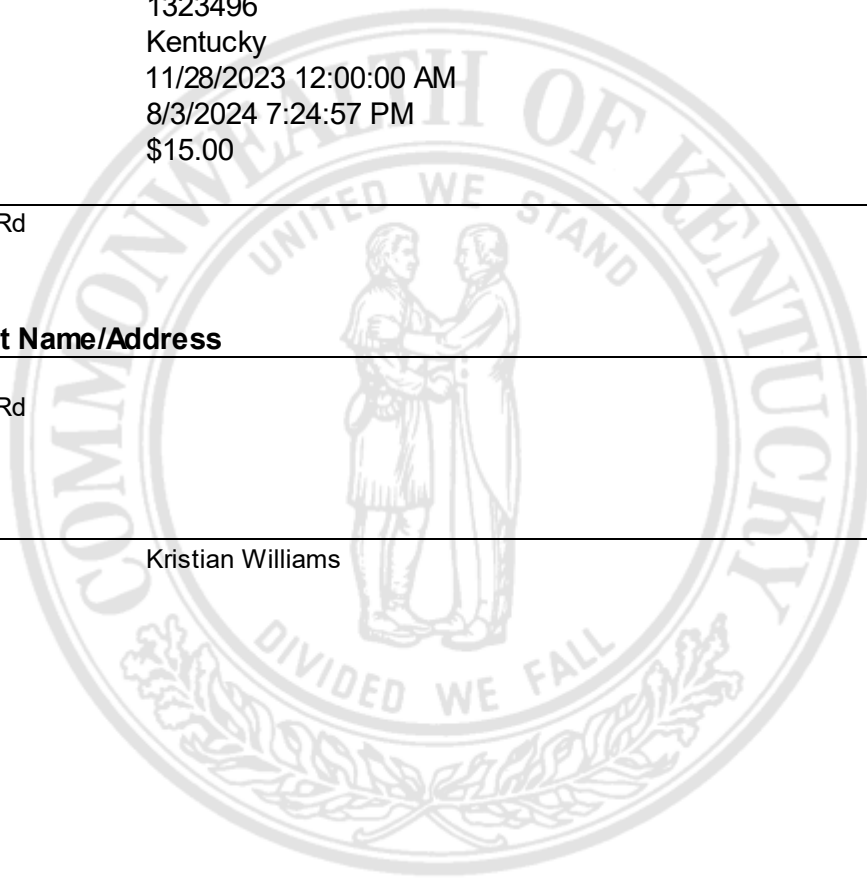 1323496
Kentucky
11/28/2023 12:00:00 AM
8/3/2024 7:24:57 PM
$15.00
Rd
t Name/Address
Rd
Kristian Williams
COMMONWEALTH OF KENTUCKY
UNITED WE STAND
DIVIDED WE FALL